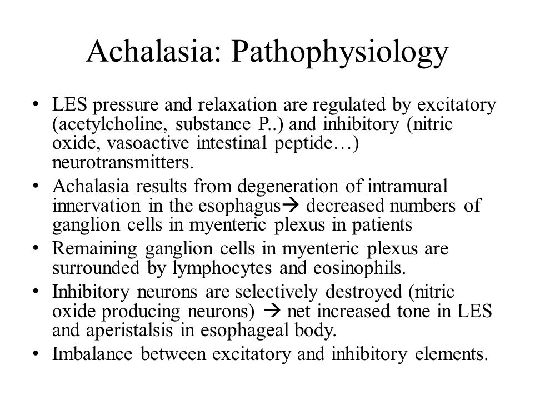 Achalasia: Pathophysiology
• LES pressure and relaxation are regulated by excitatory
(acetylcholine, substance P..) and inhibitory (nitric
oxide, vasoactive intestinal peptide…)
neurotransmitters.
• Achalasia results from degeneration of intramural
innervation in the esophagus→ decreased numbers of
ganglion cells in myenteric plexus in patients
• Remaining ganglion cells in myenteric plexus are
surrounded by lymphocytes and eosinophils.
• Inhibitory neurons are selectively destroyed (nitric
oxide producing neurons) → net increased tone in LES
and aperistalsis in esophageal body.
• Imbalance between excitatory and inhibitory elements.